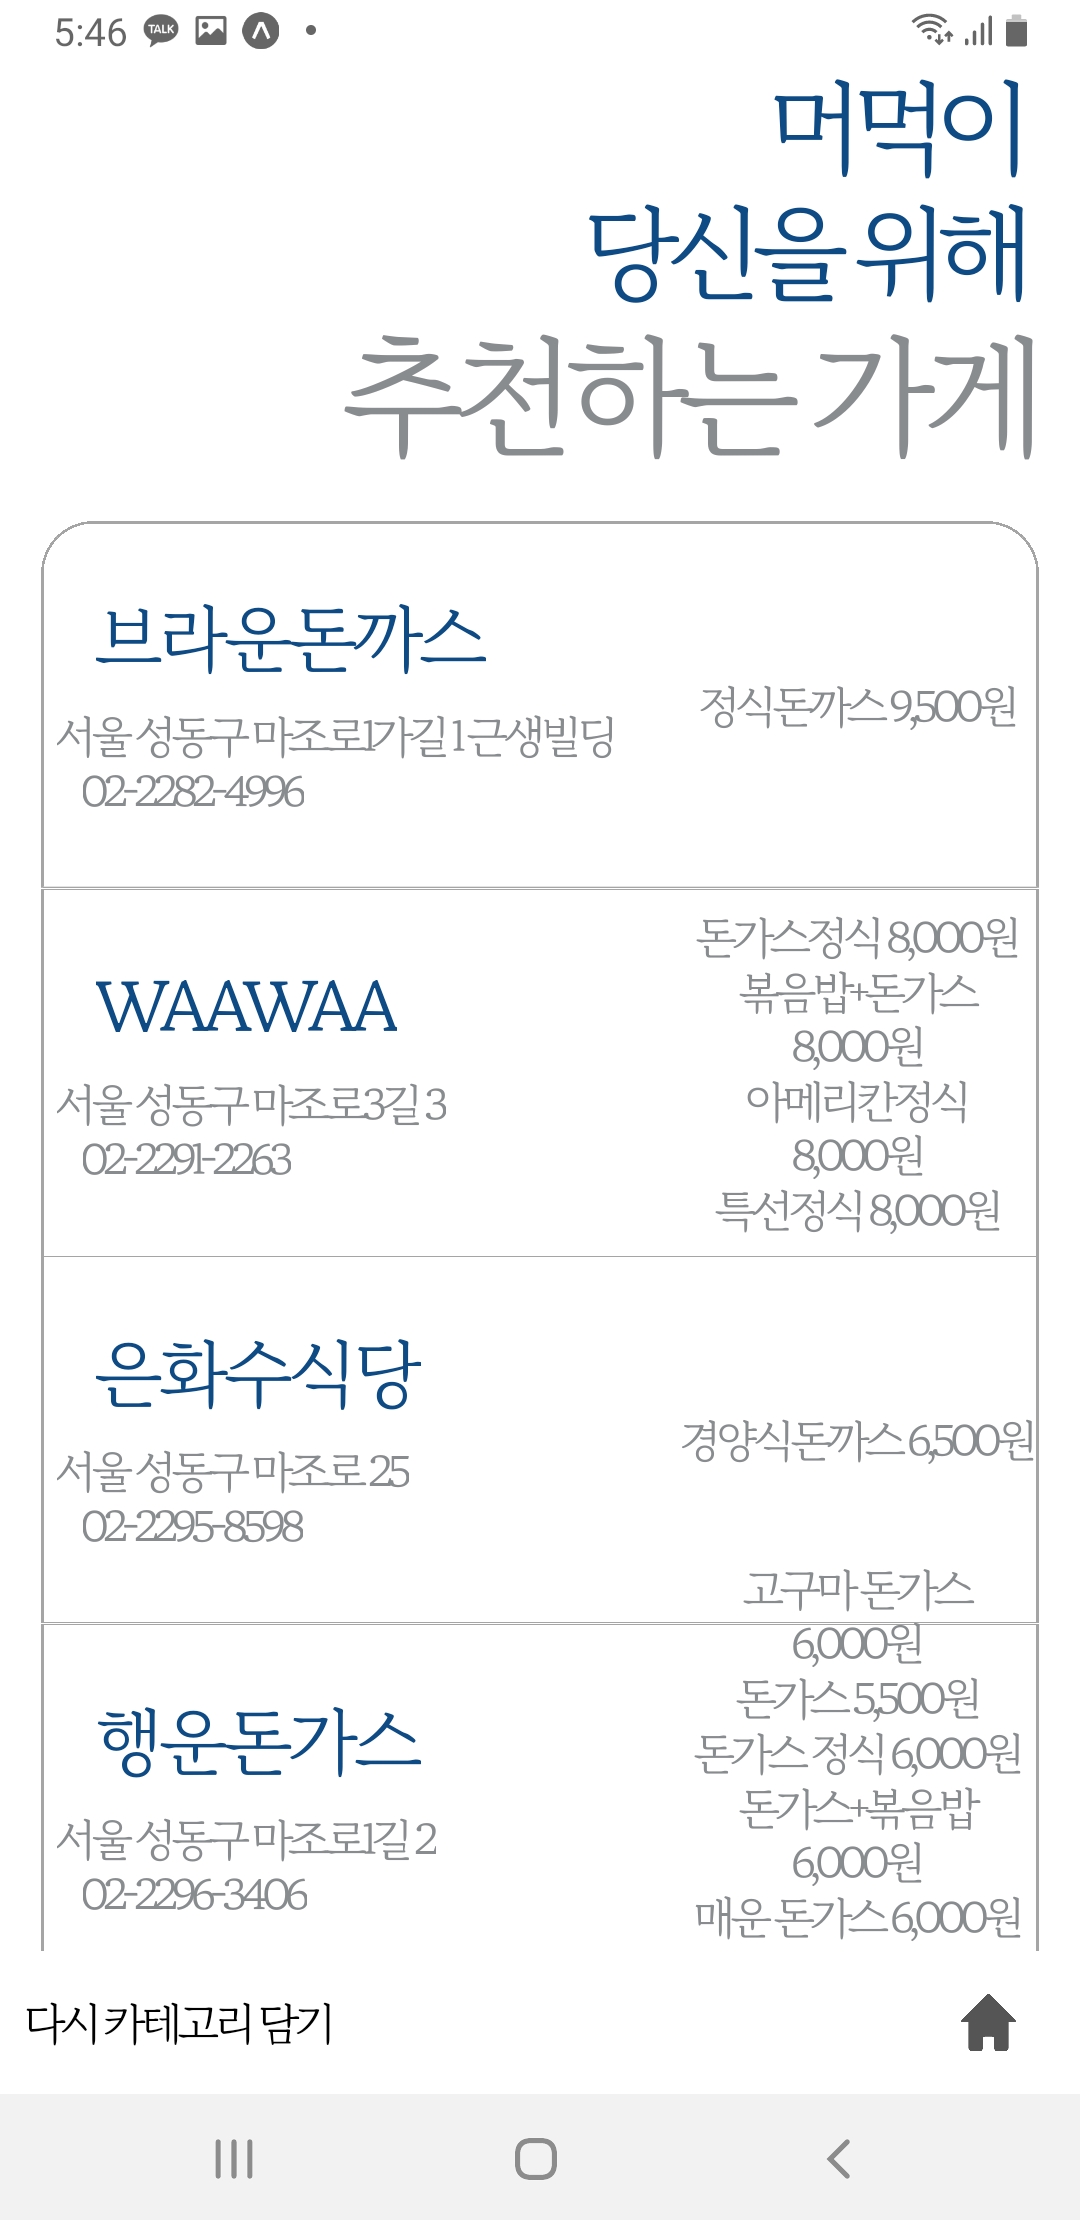 5:46
TALK
머먹이
당신을 위해
추천하는 가게
브라운돈까스
서울 성동구 마조로1가길 1 근생빌딩
02-2282-4996
정식돈까스 9,500원
WAAWAA
서울 성동구 마조로3길 3
02-2291-2263
돈가스정식 8,000원
볶음밥+돈가스
8,000원
아메리칸정식
8,000원
특선정식 8,000원
은화수식당
서울 성동구 마조로 25
02-2295-8598
경양식돈까스 6,500원
행운돈가스
서울 성동구 마조로1길 2
02-2296-3406
고구마 돈가스
6,000원
돈가스 5,500원
돈가스 정식 6,000원
돈가스+볶음밥
6,000원
매운 돈가스 6,000원
다시 카테고리 담기